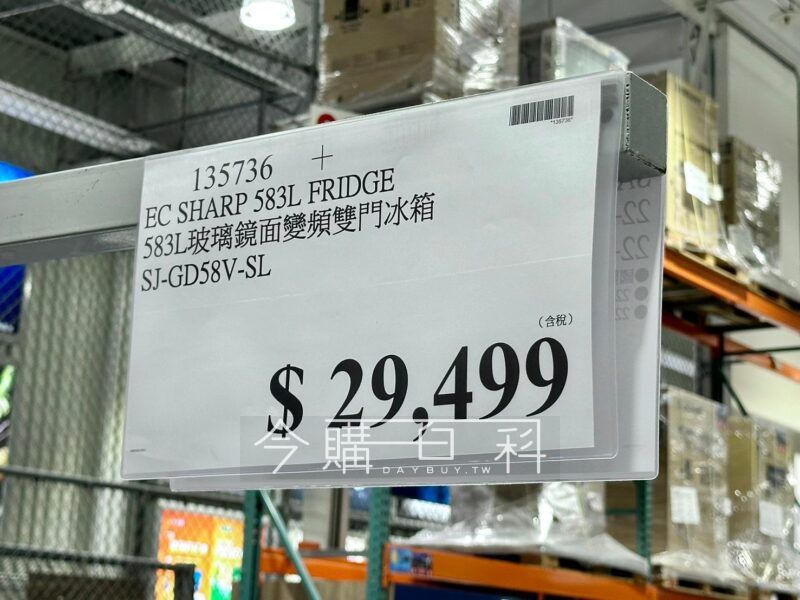 *135736*
135736 +
EC SHARP 583L FRIDGE
583L玻璃鏡面變頻雙門冰箱
SJ-GD58V-SL
(含稅)
$ 29,499
今購百科
DAYBUY.TW